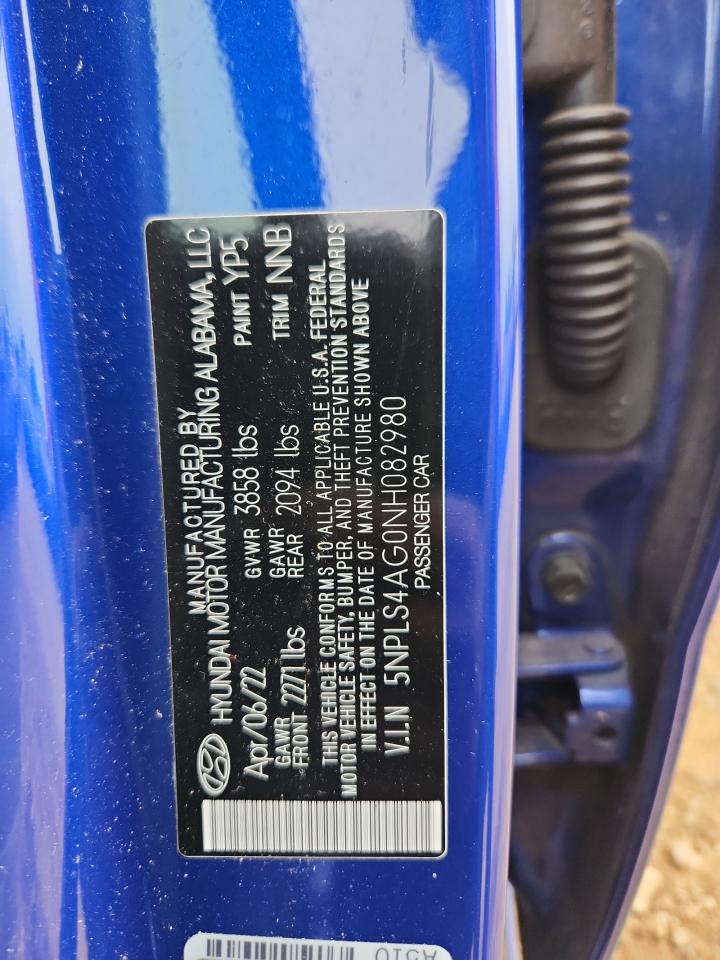 MANUFACTURED BY
HYUNDAI MOTOR MANUFACTURING ALABAMA, LLC
Apr/06/22 GVWR 3858 lbs PAINT YP5
GAWR FRONT 2271 lbs GAWR REAR 2094 lbs TRIM NNB
THIS VEHICLE CONFORMS TO ALL APPLICABLE U.S.A. FEDERAL
MOTOR VEHICLE SAFETY, BUMPER, AND THEFT PREVENTION STANDARDS
IN EFFECT ON THE DATE OF MANUFACTURE SHOWN ABOVE
V.I.N 5NPLS4AG0NH082980
PASSENGER CAR
A510